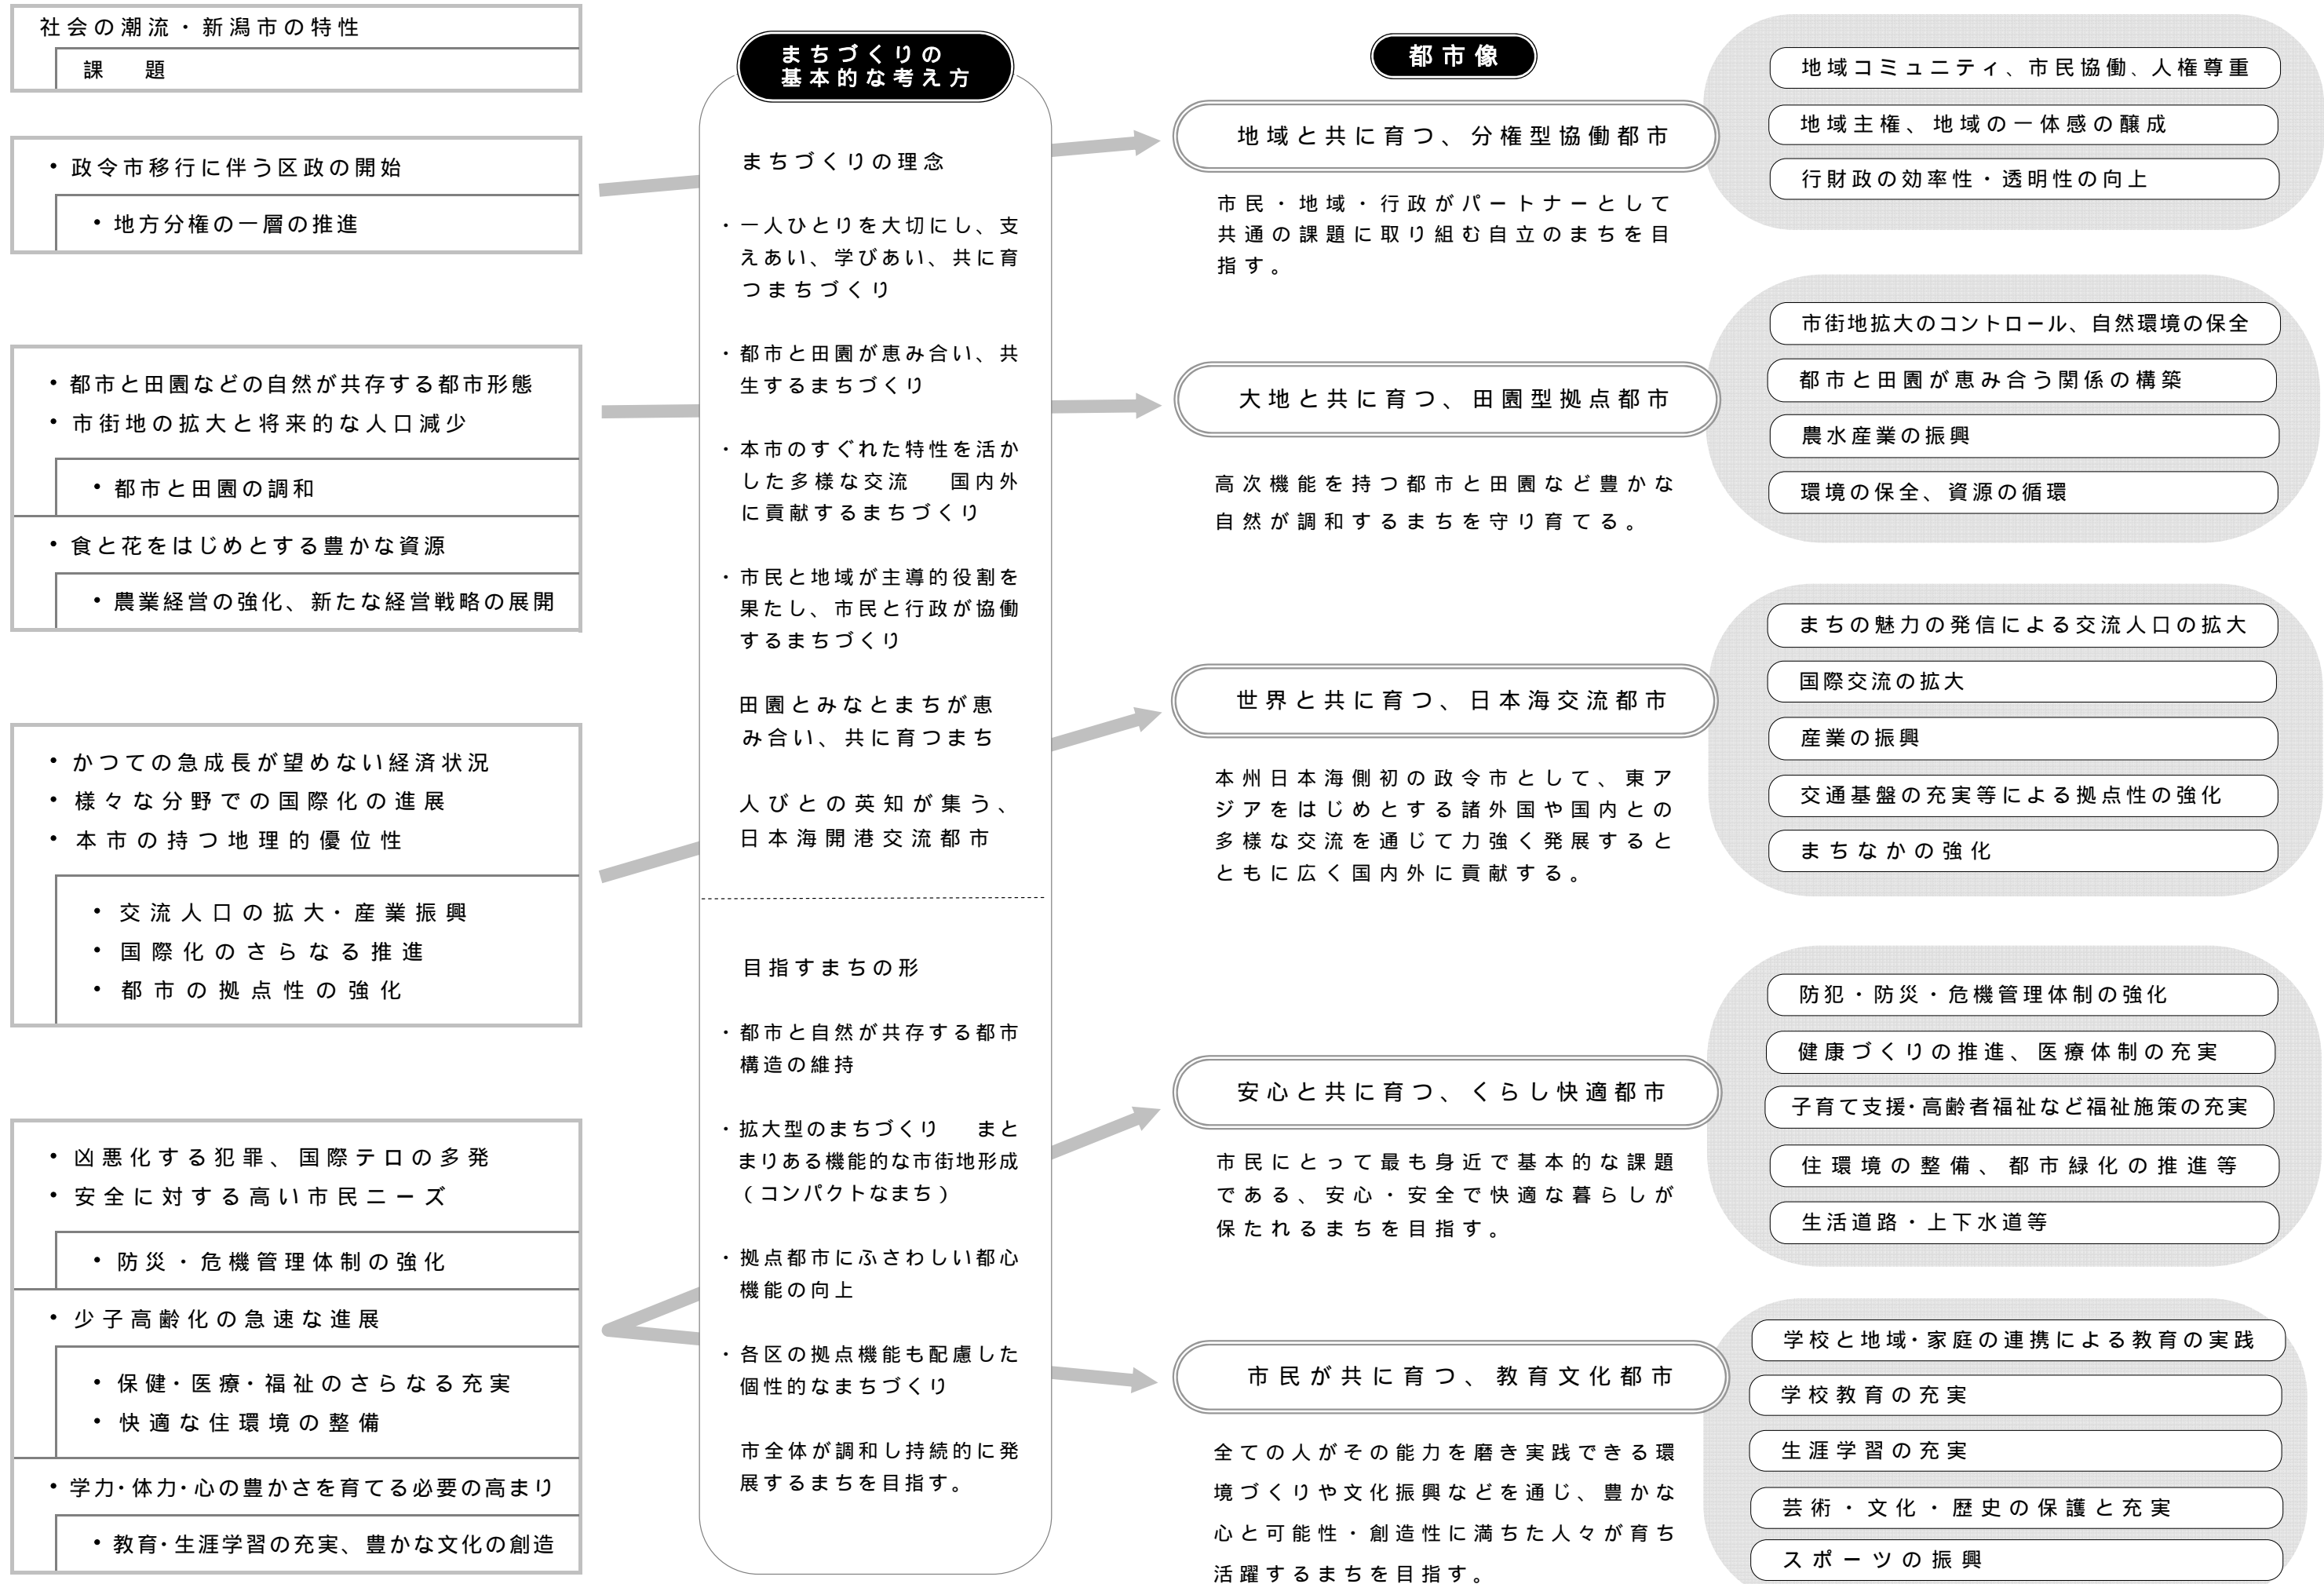 社会の潮流・新潟市の特性
課　題
・政令市移行に伴う区政の開始
・地方分権の一層の推進
・都市と田園などの自然が共存する都市形態
・市街地の拡大と将来的な人口減少
・都市と田園の調和
・食と花をはじめとする豊かな資源
・農業経営の強化、新たな経営戦略の展開
・かつての急成長が望めない経済状況
・様々な分野での国際化の進展
・本市の持つ地理的優位性
・交流人口の拡大・産業振興
・国際化のさらなる推進
・都市の拠点性の強化
・凶悪化する犯罪、国際テロの多発
・安全に対する高い市民ニーズ
・防災・危機管理体制の強化
・少子高齢化の急速な進展
・保健・医療・福祉のさらなる充実
・快適な住環境の整備
・学力・体力・心の豊かさを育てる必要の高まり
・教育・生涯学習の充実、豊かな文化の創造
まちづくりの
基本的な考え方
まちづくりの理念
・一人ひとりを大切にし、支
えあい、学びあい、共に育
つまちづくり
・都市と田園が恵み合い、共
生するまちづくり
・本市のすぐれた特性を活か
した多様な交流　国内外
に貢献するまちづくり
・市民と地域が主導的役割を
果たし、市民と行政が協働
するまちづくり
田園とみなとまちが恵
み合い、共に育つまち
人びとの英知が集う、
日本海開港交流都市
目指すまちの形
・都市と自然が共存する都市
構造の維持
・拡大型のまちづくり　まと
まりある機能的な市街地形成
（コンパクトなまち）
・拠点都市にふさわしい都心
機能の向上
・各区の拠点機能も配慮した
個性的なまちづくり
市全体が調和し持続的に発
展するまちを目指す。
都市像
地域と共に育つ、分権型協働都市
市民・地域・行政がパートナーとして
共通の課題に取り組む自立のまちを目
指す。
大地と共に育つ、田園型拠点都市
高次機能を持つ都市と田園など豊かな
自然が調和するまちを守り育てる。
世界と共に育つ、日本海交流都市
本州日本海側初の政令市として、東ア
ジアをはじめとする諸外国や国内との
多様な交流を通じて力強く発展すると
ともに広く国内外に貢献する。
安心と共に育つ、くらし快適都市
市民にとって最も身近で基本的な課題
である、安心・安全で快適な暮らしが
保たれるまちを目指す。
市民が共に育つ、教育文化都市
全ての人がその能力を磨き実践できる環
境づくりや文化振興などを通じ、豊かな
心と可能性・創造性に満ちた人々が育ち
活躍するまちを目指す。
地域コミュニティ、市民協働、人権尊重
地域主権、地域の一体感の醸成
行財政の効率性・透明性の向上
市街地拡大のコントロール、自然環境の保全
都市と田園が恵み合う関係の構築
農水産業の振興
環境の保全、資源の循環
まちの魅力の発信による交流人口の拡大
国際交流の拡大
産業の振興
交通基盤の充実等による拠点性の強化
まちなかの強化
防犯・防災・危機管理体制の強化
健康づくりの推進、医療体制の充実
子育て支援・高齢者福祉など福祉施策の充実
住環境の整備、都市緑化の推進等
生活道路・上下水道等
学校と地域・家庭の連携による教育の実践
学校教育の充実
生涯学習の充実
芸術・文化・歴史の保護と充実
スポーツの振興